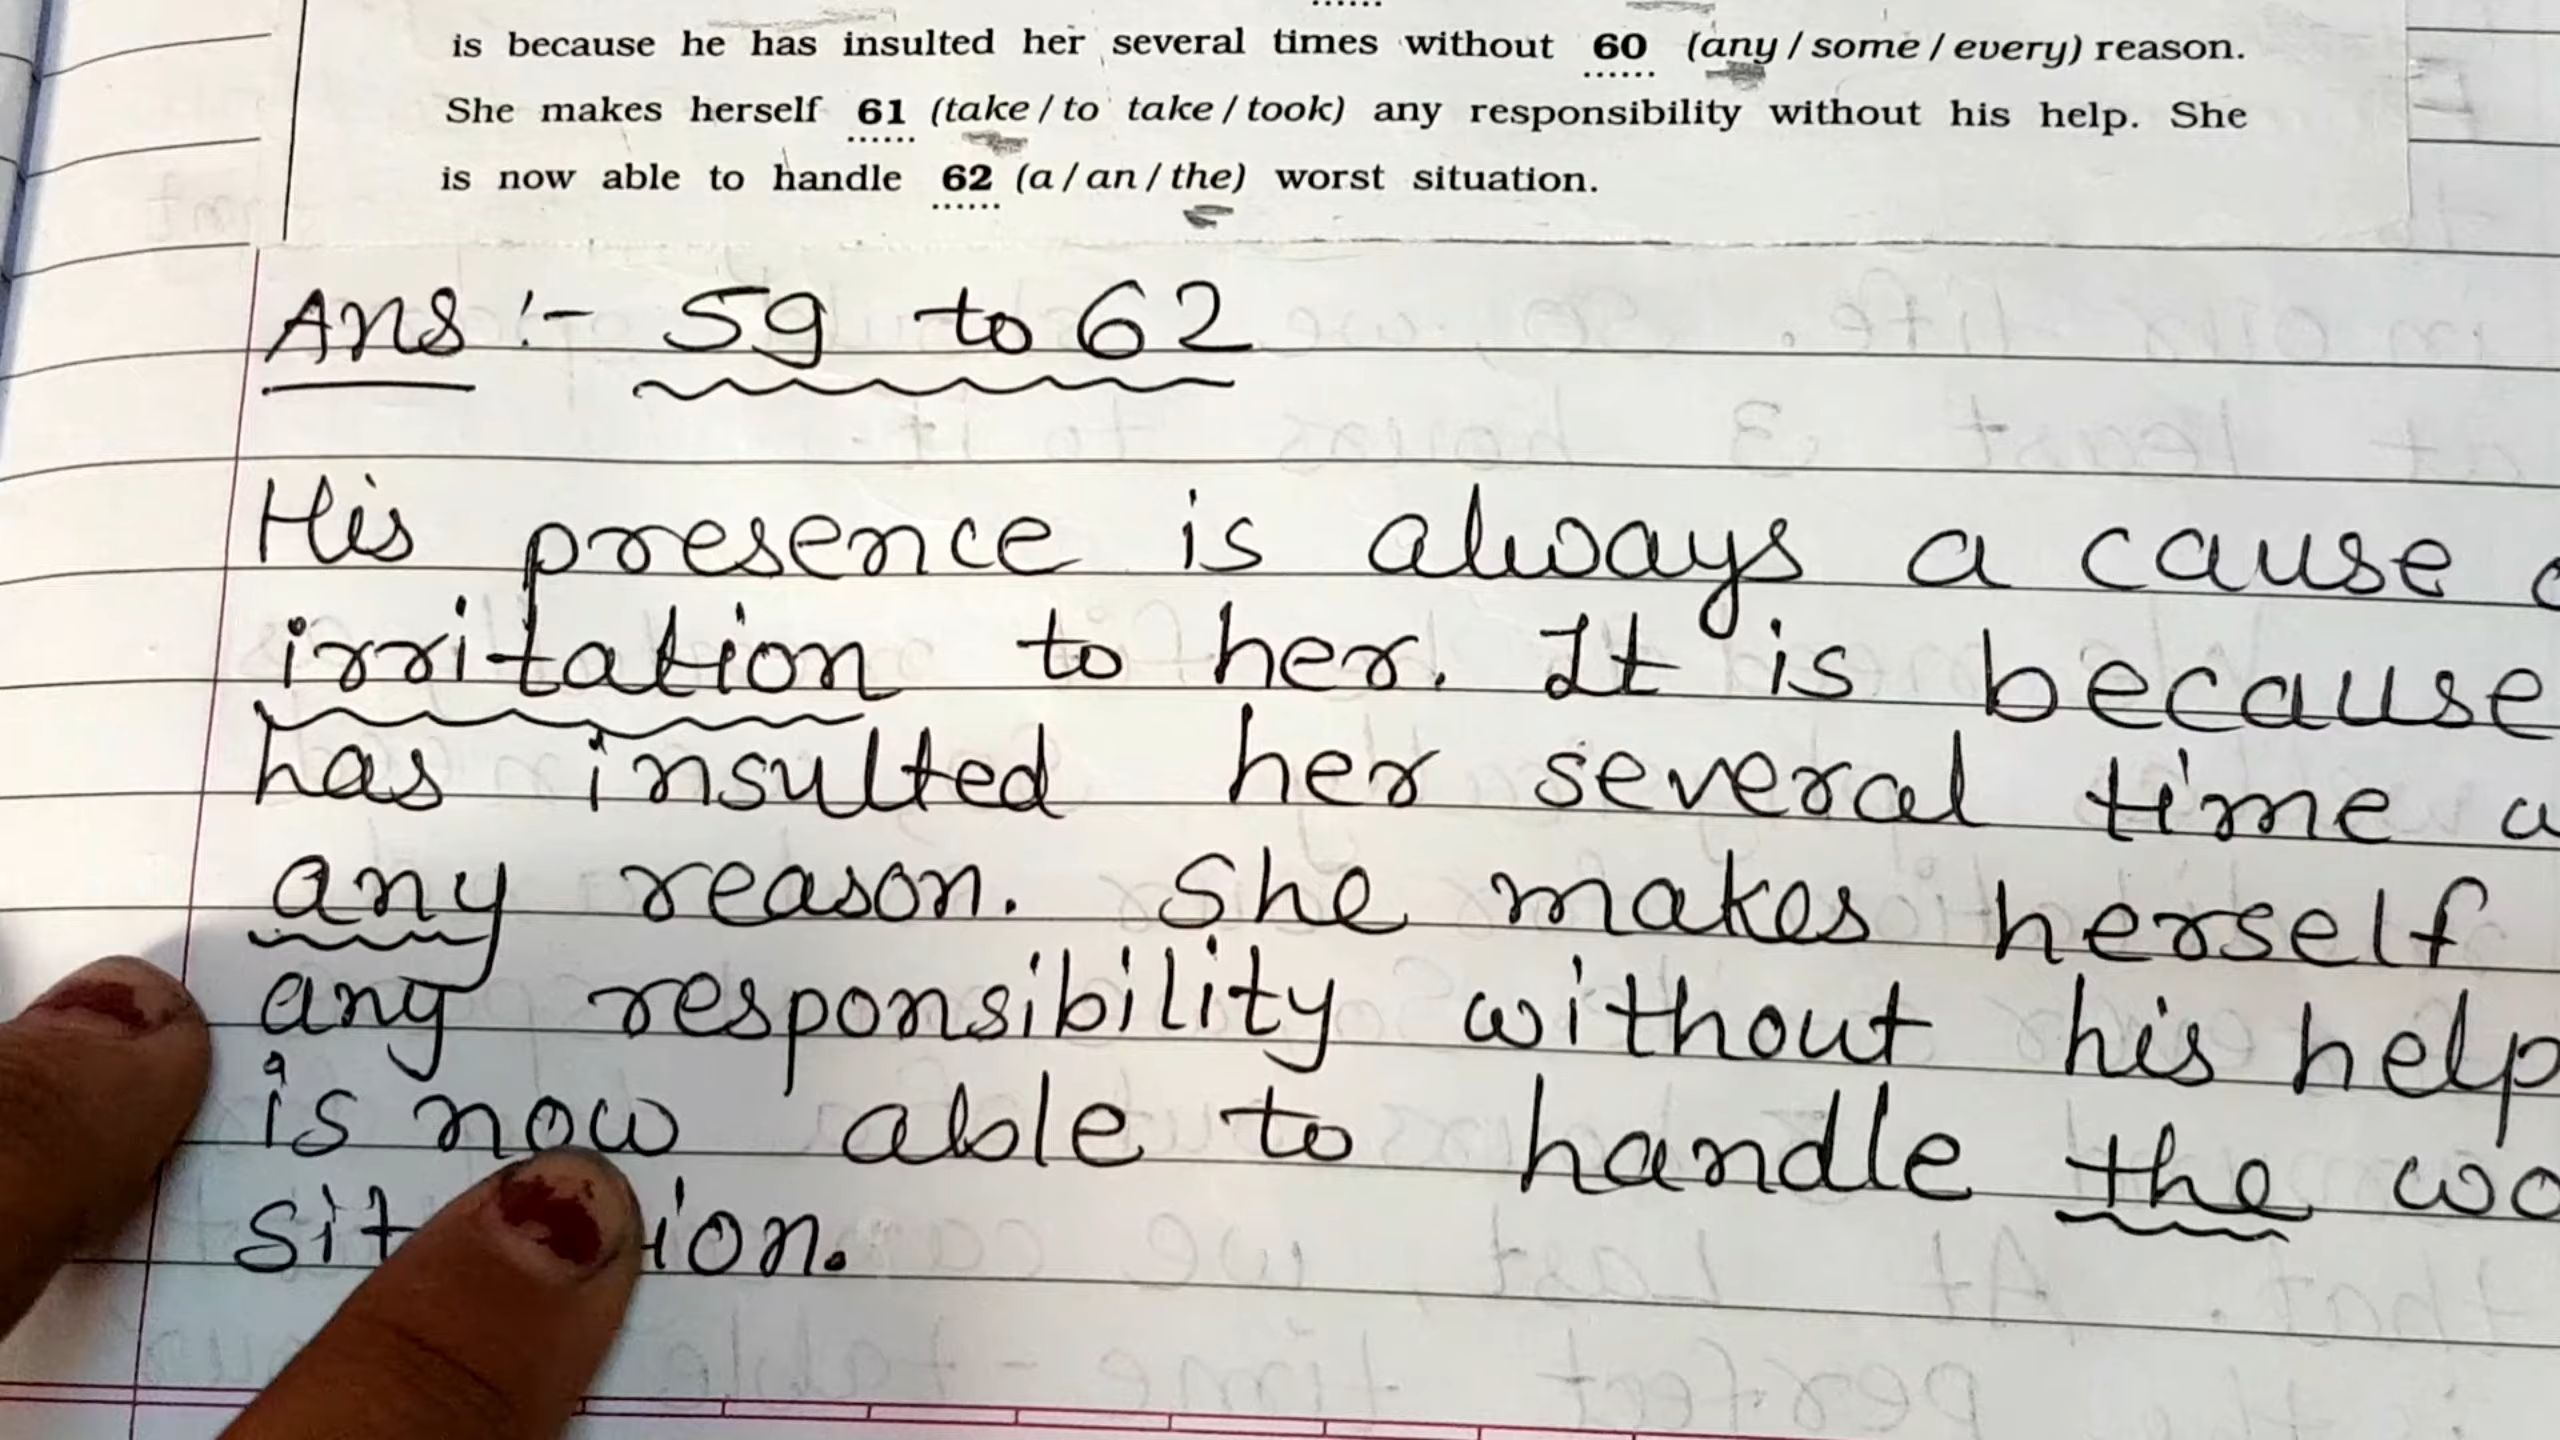 is because he has insulted her several times without 60 (any / some / every) reason.
She makes herself 61 (take / to take / took) any responsibility without his help. She
is now able to handle 62 (a / an / the) worst situation.
Ans :- 59 to 62
His presence is always a cause
irritation to her. It is because
has insulted her several time
any reason. She makes herself
any responsibility without his help
is now able to handle the wo
sit ion.